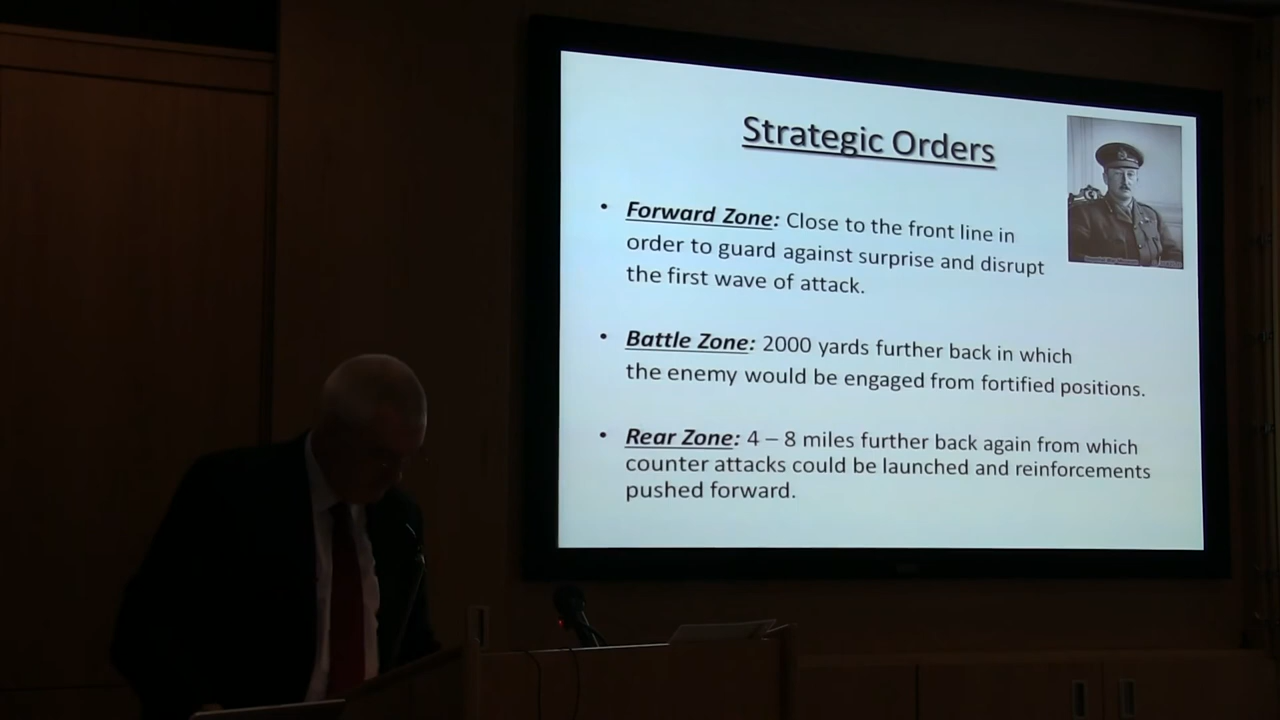 Strategic Orders
• Forward Zone: Close to the front line in
order to guard against surprise and disrupt
the first wave of attack.
• Battle Zone: 2000 yards further back in which
the enemy would be engaged from fortified positions.
• Rear Zone: 4 – 8 miles further back again from which
counter attacks could be launched and reinforcements
pushed forward.